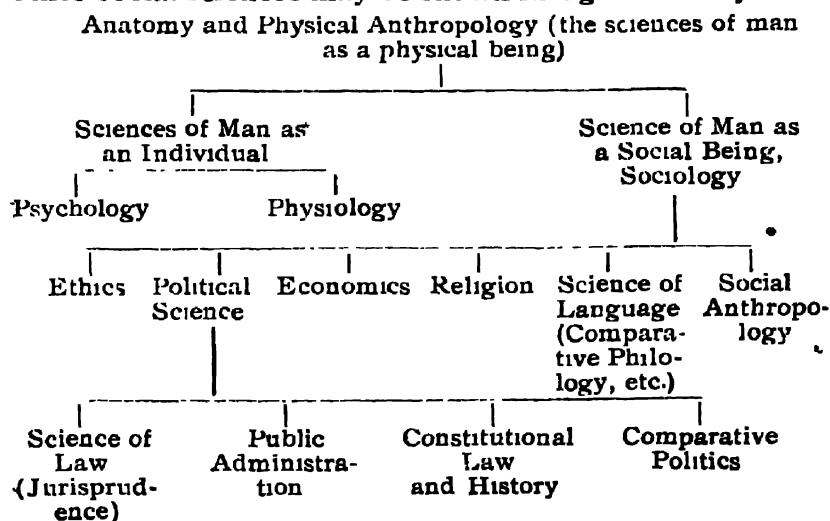 Anatomy and Physical Anthropology (the sciences of man
as a physical being)
Sciences of Man as
an Individual
Science of Man as
a Social Being,
Sociology
Psychology
Physiology
Ethics
Political
Science
Economics
Religion
Science of
Language
(Compara-
tive Philo-
logy, etc.)
Social
Anthropo-
logy
Science of
Law
(Jurisprud-
ence)
Public
Administra-
tion
Constitutional
Law
and History
Comparative
Politics